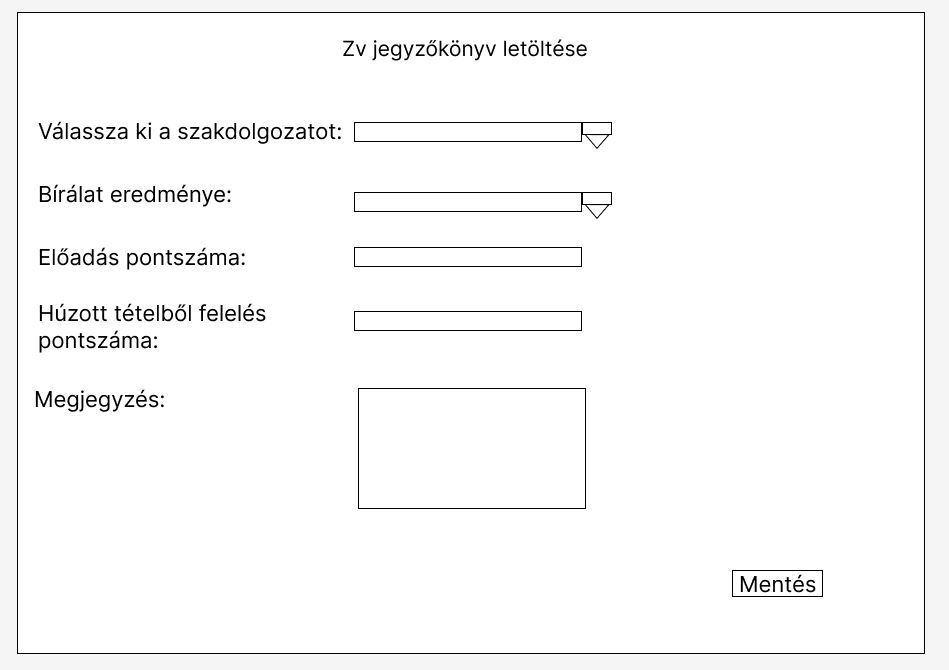 Zv jegyzőkönyv letöltése
Válassza ki a szakdolgozatot:
Bírálat eredménye:
Előadás pontszáma:
Húzott tételből felelés
pontszáma:
Megjegyzés:
Mentés